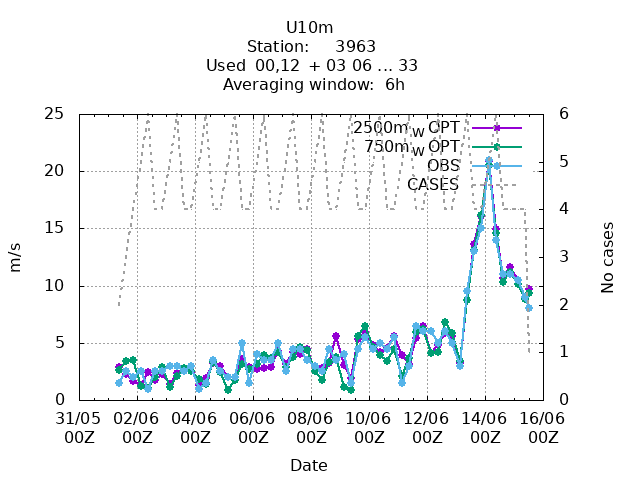 U10m
Station: 3963
Used 00,12 + 03 06 ... 33
Averaging window: 6h
25
20
15
10
5
0
6
5
4
3
2
1
0
m/s
No cases
2500m_w OPT
750m_w OPT
OBS
CASES
31/05 02/06 04/06 06/06 08/06 10/06 12/06 14/06 16/06
00Z 00Z 00Z 00Z 00Z 00Z 00Z 00Z 00Z
Date